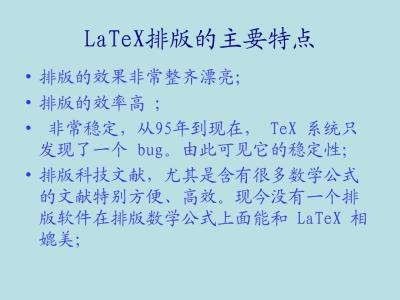 LaTeX排版的主要特点
• 排版的效果非常整齐漂亮;
• 排版的效率高 ;
• 非常稳定, 从95年到现在, TeX 系统只
发现了一个 bug。由此可见它的稳定性;
• 排版科技文献, 尤其是含有很多数学公式
的文献特别方便、高效。现今没有一个排
版软件在排版数学公式上面能和 LaTeX 相
媲美;